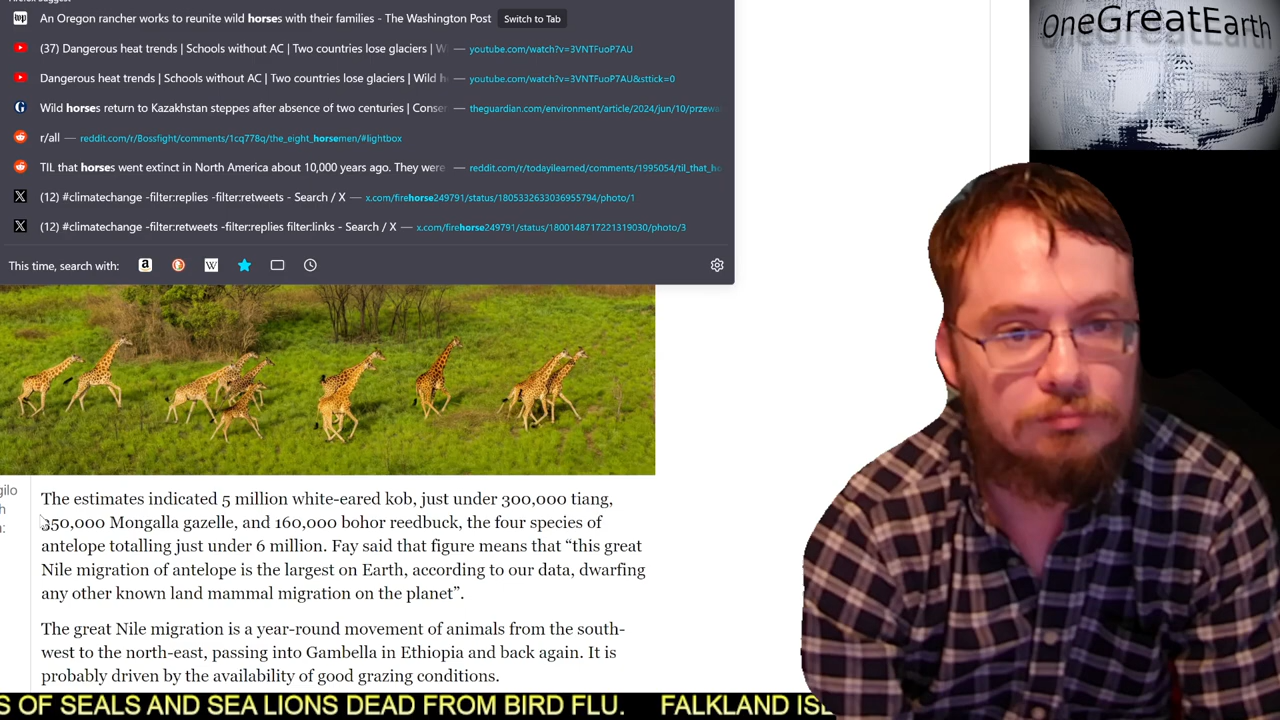 An Oregon rancher works to reunite wild horses with their families - The Washington Post Switch to Tab
(37) Dangerous heat trends | Schools without AC | Two countries lose glaciers | W — youtube.com/watch?v=3VNTFuoP7AU
Dangerous heat trends | Schools without AC | Two countries lose glaciers | Wild h — youtube.com/watch?v=3VNTFuoP7AU&sttick=0
Wild horses return to Kazakhstan steppes after absence of two centuries | Conser — theguardian.com/environment/article/2024/jun/10/przewa
r/all — reddit.com/r/Bossfight/comments/1cq778q/the_eight_horsemen/#lightbox
TIL that horses went extinct in North America about 10,000 years ago. They were — reddit.com/r/todayilearned/comments/1995054/til_that_ho
(12) #climatechange -filter:replies -filter:retweets - Search / X — x.com/firehorse249791/status/1805332633036955794/photo/1
(12) #climatechange -filter:retweets -filter:replies filter:links - Search / X — x.com/firehorse249791/status/1800148717221319030/photo/3
This time, search with:
OneGreatEarth
gilo
h
n:
The estimates indicated 5 million white-eared kob, just under 300,000 tiang,
350,000 Mongalla gazelle, and 160,000 bohor reedbuck, the four species of
antelope totalling just under 6 million. Fay said that figure means that “this great
Nile migration of antelope is the largest on Earth, according to our data, dwarfing
any other known land mammal migration on the planet”.
The great Nile migration is a year-round movement of animals from the south-
west to the north-east, passing into Gambella in Ethiopia and back again. It is
probably driven by the availability of good grazing conditions.
S OF SEALS AND SEA LIONS DEAD FROM BIRD FLU. FALKLAND ISL